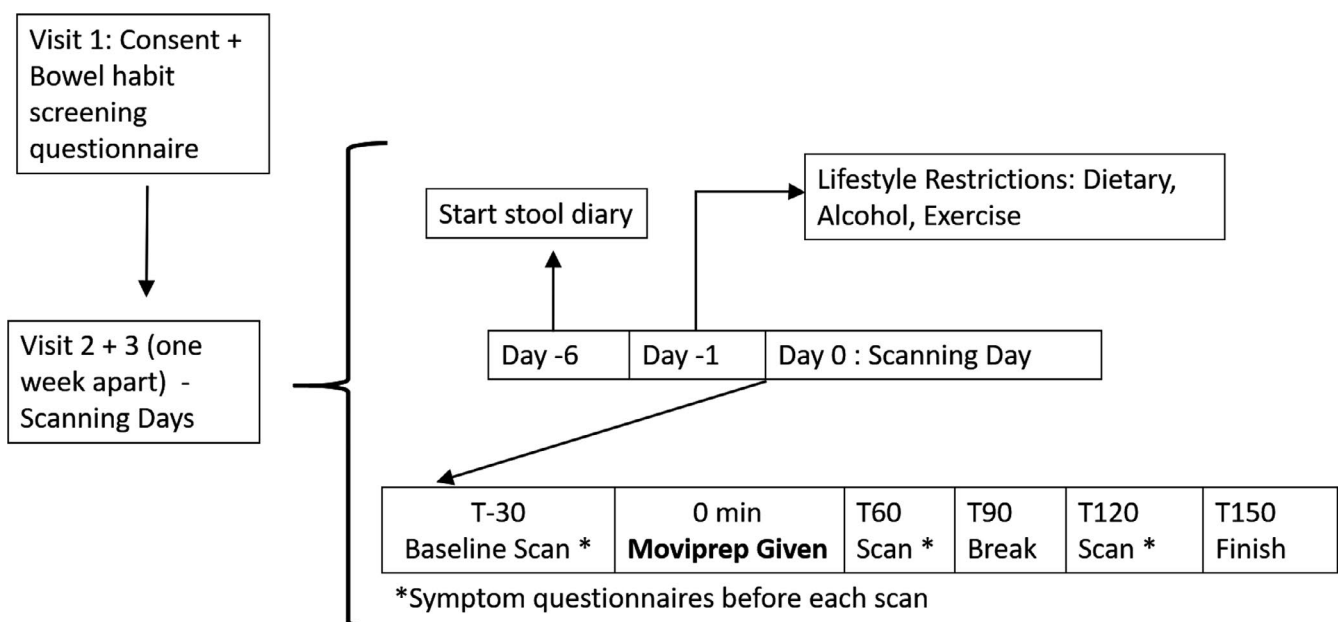 Visit 1: Consent +
Bowel habit
screening
questionnaire
Visit 2 + 3 (one
week apart)  -
Scanning Days
Start stool diary
Lifestyle Restrictions: Dietary,
Alcohol, Exercise
Day -6
Day -1
Day 0 : Scanning Day
T-30
Baseline Scan *
0 min
Moviprep Given
T60
Scan *
T90
Break
T120
Scan *
T150
Finish
*Symptom questionnaires before each scan